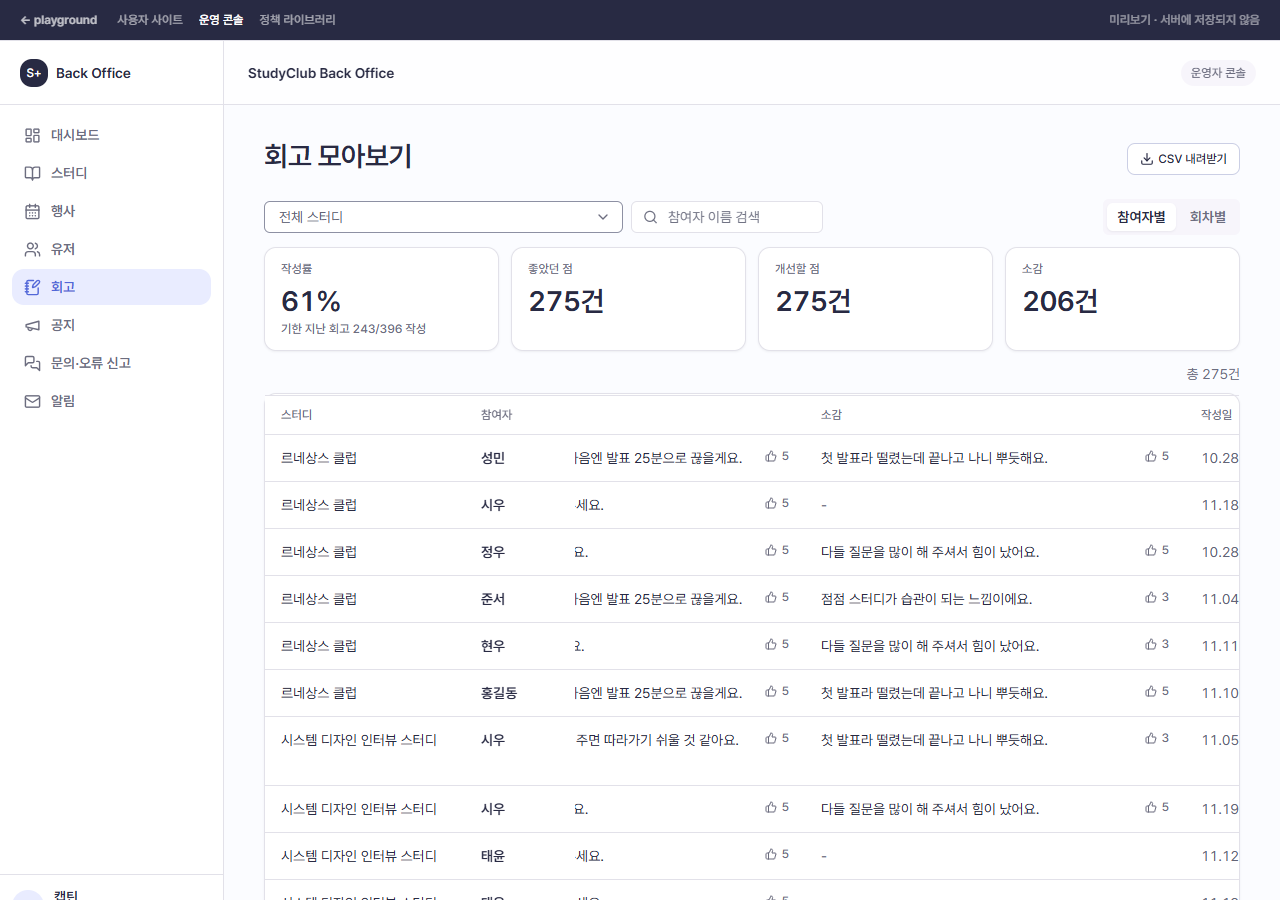 ← playground 사용자 사이트 운영 콘솔 정책 라이브러리 미리보기 · 서버에 저장되지 않음
S+ Back Office
StudyClub Back Office
운영자 콘솔
대시보드
스터디
행사
유저
회고
공지
문의·오류 신고
알림
캡틴
회고 모아보기
CSV 내려받기
전체 스터디
참여자 이름 검색
참여자별 회차별
작성률
61%
기한 지난 회고 243/396 작성
좋았던 점
275건
개선할 점
275건
소감
206건
총 275건
스터디 참여자 소감 작성일
르네상스 클럽 성민 음엔 발표 25분으로 끊을게요. 5 첫 발표라 떨렸는데 끝나고 나니 뿌듯해요. 5 10.28
르네상스 클럽 시우 세요. 5 - 11.18
르네상스 클럽 정우 요. 5 다들 질문을 많이 해 주셔서 힘이 났어요. 5 10.28
르네상스 클럽 준서 음엔 발표 25분으로 끊을게요. 5 점점 스터디가 습관이 되는 느낌이에요. 3 11.04
르네상스 클럽 현우 요. 5 다들 질문을 많이 해 주셔서 힘이 났어요. 3 11.11
르네상스 클럽 홍길동 음엔 발표 25분으로 끊을게요. 5 첫 발표라 떨렸는데 끝나고 나니 뿌듯해요. 5 11.10
시스템 디자인 인터뷰 스터디 시우 주면 따라가기 쉬울 것 같아요. 5 첫 발표라 떨렸는데 끝나고 나니 뿌듯해요. 3 11.05
시스템 디자인 인터뷰 스터디 시우 요. 5 다들 질문을 많이 해 주셔서 힘이 났어요. 5 11.19
시스템 디자인 인터뷰 스터디 태윤 세요. 5 - 11.12